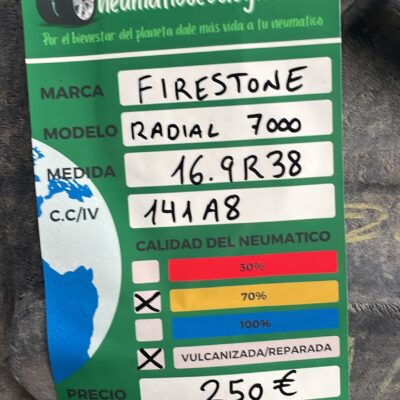 Por el bienestar del planeta dale más vida a tu neumatico
MARCA FIRESTONE
MODELO RADIAL 7000
MEDIDA 16.9R38
C.C/IV 141A8
CALIDAD DEL NEUMATICO
30%
X 70%
100%
X VULCANIZADA/REPARADA
PRECIO 250 €